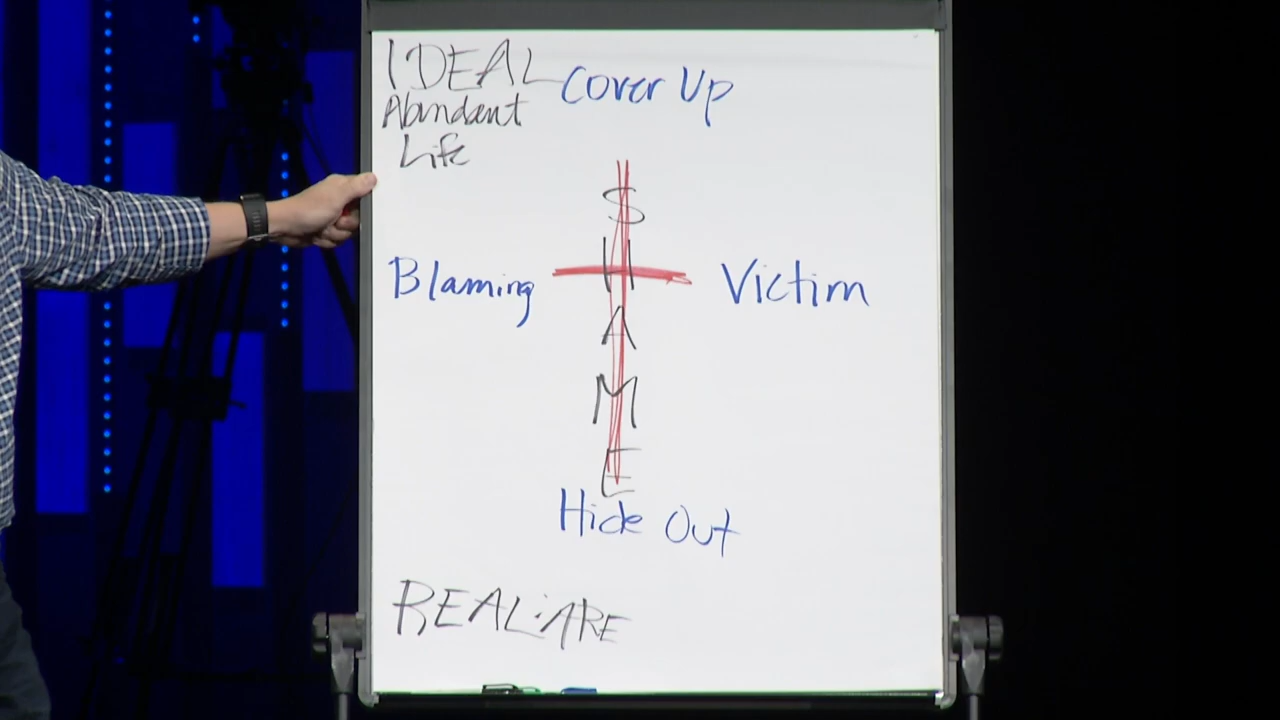 IDEAL
Cover Up
Abundant
Life
S
H
A
M
E
Blaming
Victim
Hide Out
REAL: ARE